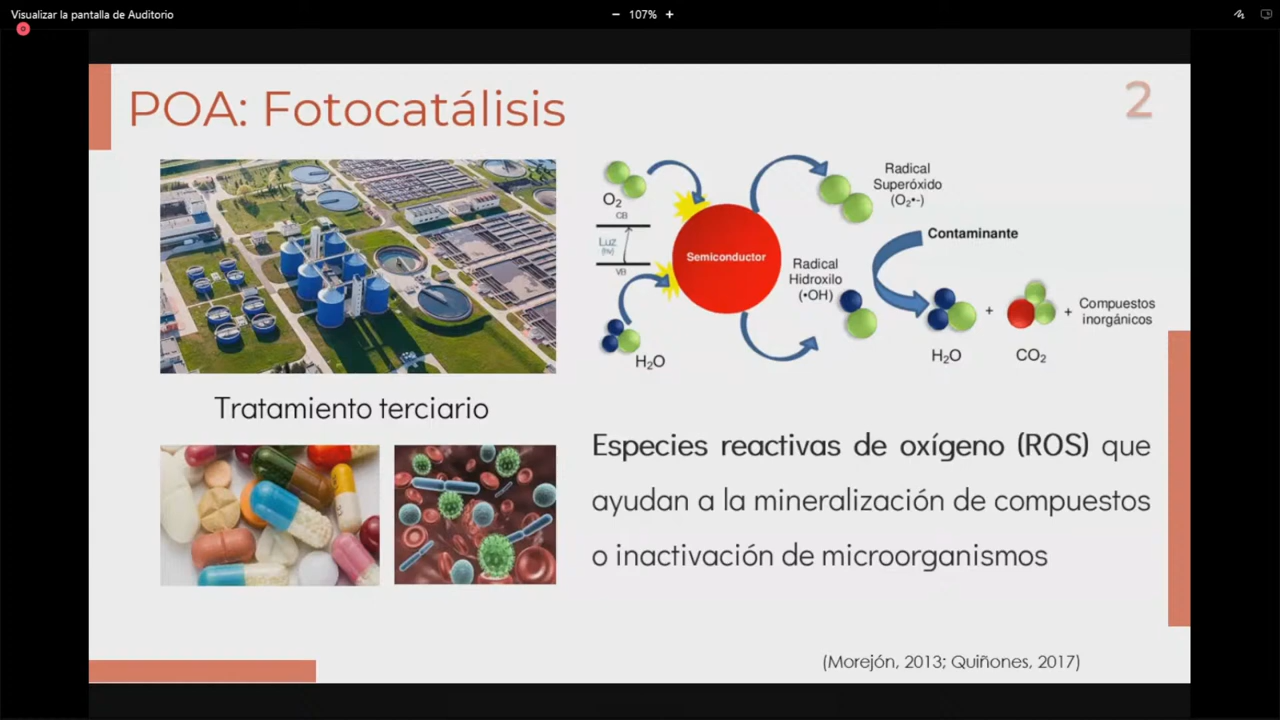 Visualizar la pantalla de Auditorio
− 107% +
POA: Fotocatálisis
2
O₂
CB
Luz
(hv)
VB
H₂O
Semiconductor
Radical
Superóxido
(O₂•-)
Radical
Hidroxilo
(•OH)
Contaminante
+
+
Compuestos
inorgánicos
H₂O
CO₂
Tratamiento terciario
Especies reactivas de oxígeno (ROS) que
ayudan a la mineralización de compuestos
o inactivación de microorganismos
(Morejón, 2013; Quiñones, 2017)